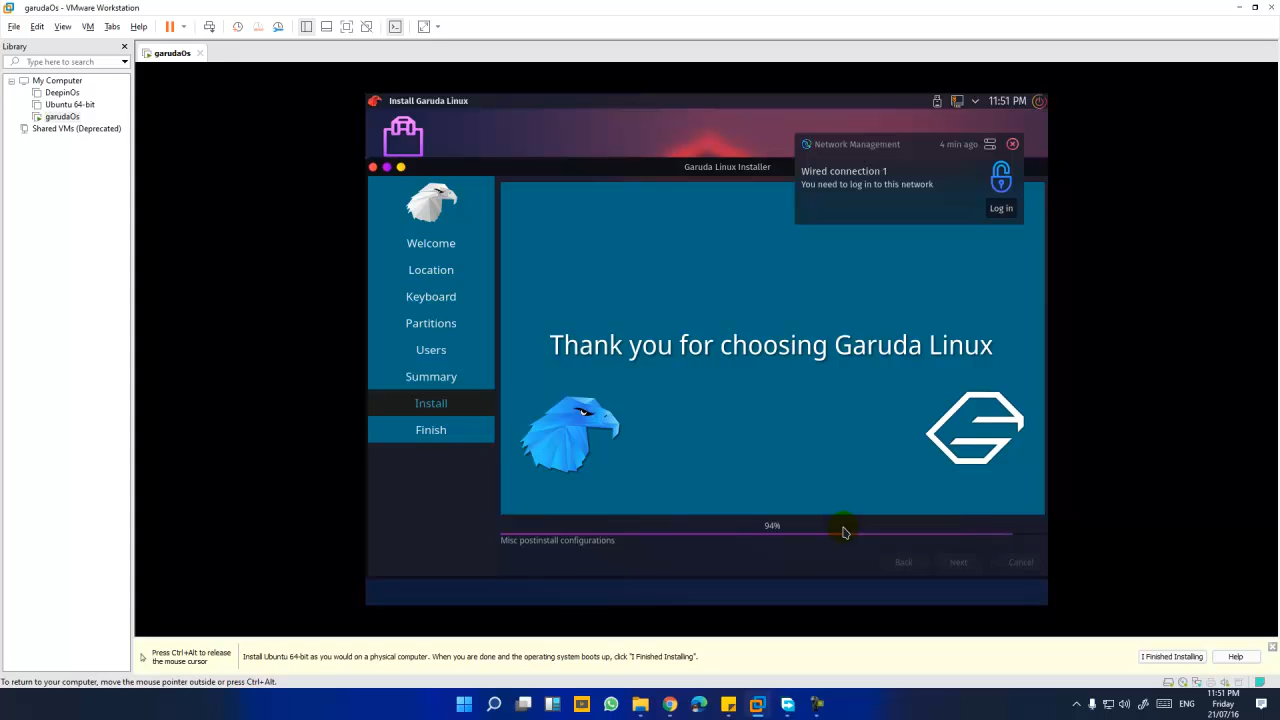 garudaOs - VMware Workstation
File Edit View VM Tabs Help
Library
Type here to search
My Computer
DeepinOs
Ubuntu 64-bit
garudaOs
Shared VMs (Deprecated)
garudaOs
Install Garuda Linux
11:51 PM
Garuda Linux Installer
Network Management
4 min ago
Wired connection 1
You need to log in to this network
Log in
Welcome
Location
Keyboard
Partitions
Users
Summary
Install
Finish
Thank you for choosing Garuda Linux
94%
Misc postinstall configurations
Back Next Cancel
Press Ctrl+Alt to release
the mouse cursor
Install Ubuntu 64-bit as you would on a physical computer. When you are done and the operating system boots up, click "I Finished Installing".
I Finished Installing
Help
To return to your computer, move the mouse pointer outside or press Ctrl+Alt.
ENG
11:51 PM
Friday
21/07/16